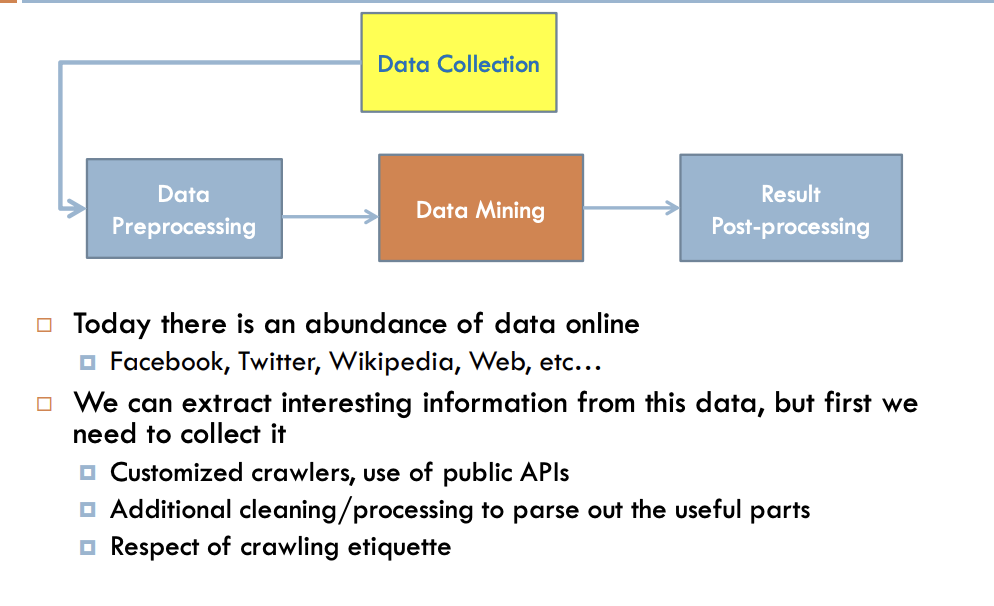 Data Collection
Data
Preprocessing
Data Mining
Result
Post-processing
Today there is an abundance of data online
Facebook, Twitter, Wikipedia, Web, etc…
We can extract interesting information from this data, but first we
need to collect it
Customized crawlers, use of public APIs
Additional cleaning/processing to parse out the useful parts
Respect of crawling etiquette